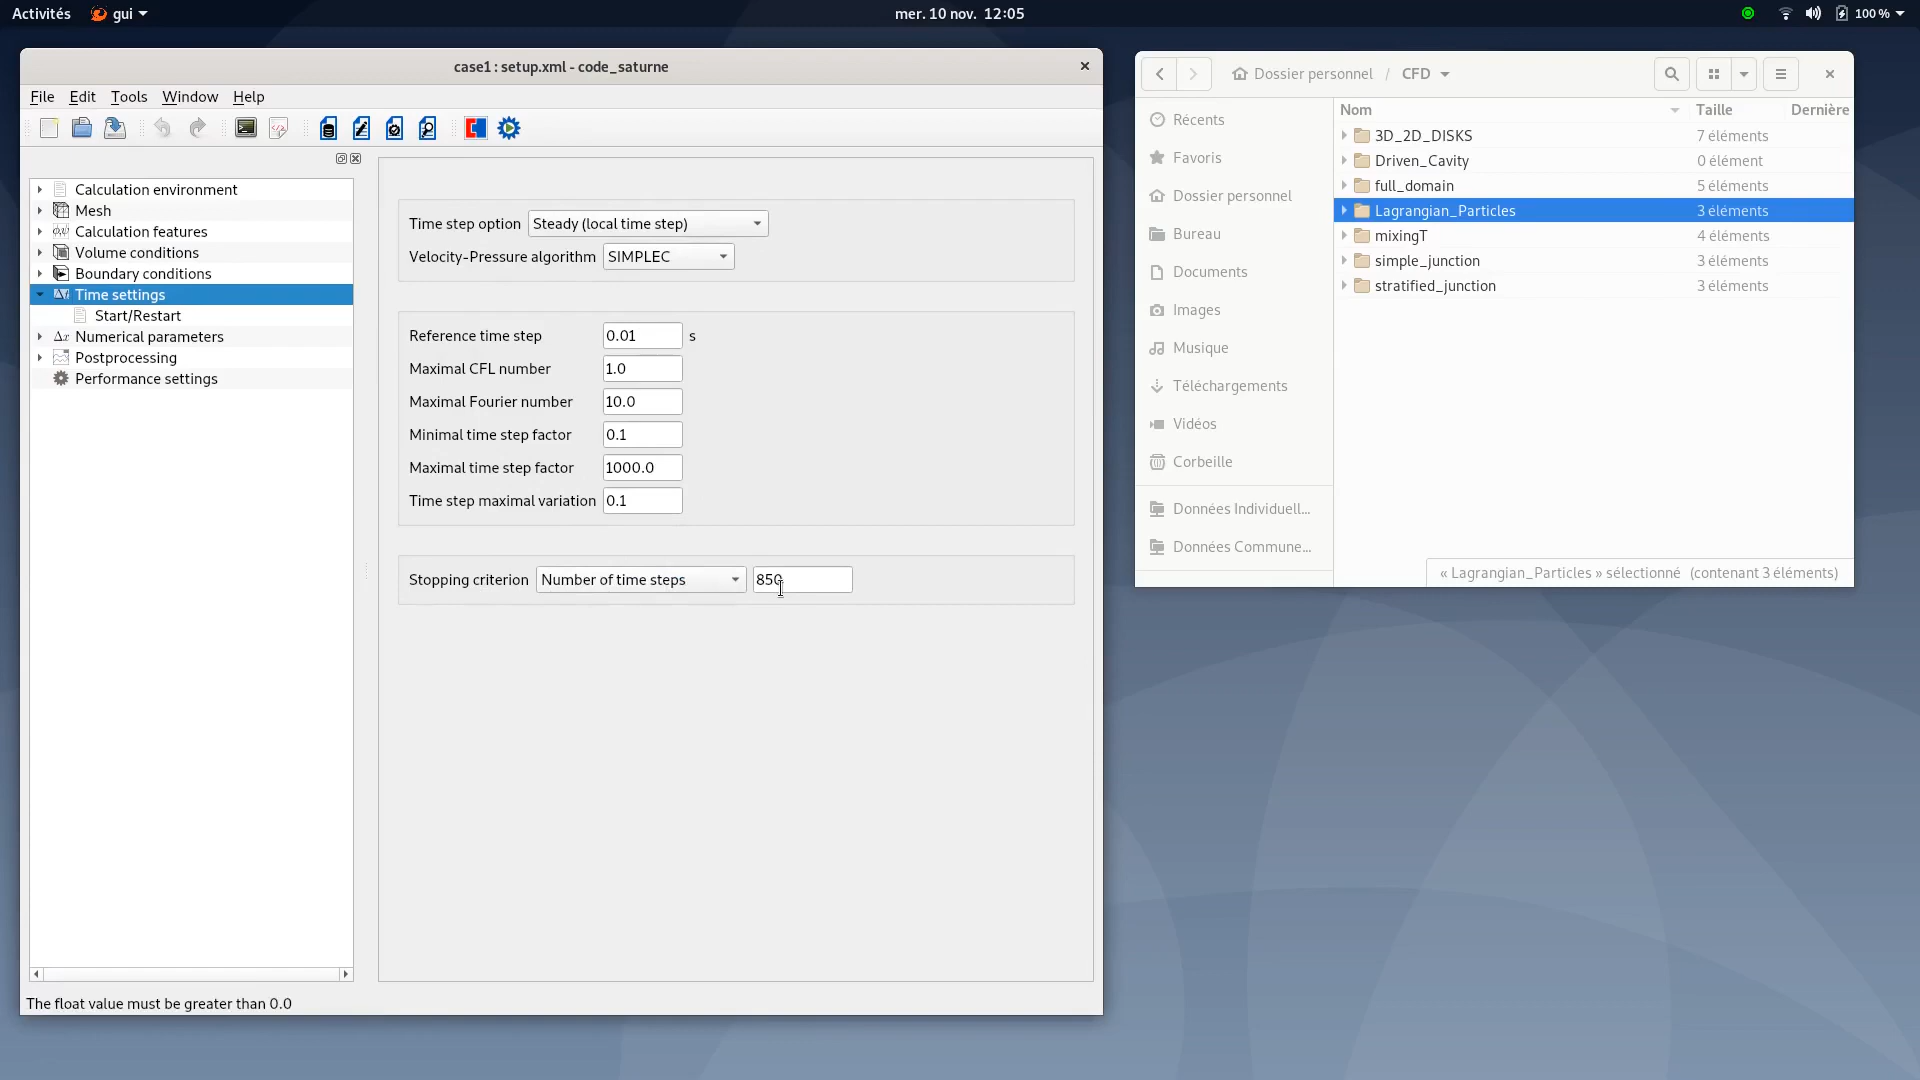 Activités gui mer. 10 nov. 12:05 100 %
case1 : setup.xml - code_saturne
File Edit Tools Window Help
Calculation environment
Mesh
Calculation features
Volume conditions
Boundary conditions
Time settings
Start/Restart
Numerical parameters
Postprocessing
Performance settings
Time step option Steady (local time step)
Velocity-Pressure algorithm SIMPLEC
Reference time step 0.01 s
Maximal CFL number 1.0
Maximal Fourier number 10.0
Minimal time step factor 0.1
Maximal time step factor 1000.0
Time step maximal variation 0.1
Stopping criterion Number of time steps 850
The float value must be greater than 0.0
Dossier personnel / CFD
Récents
Favoris
Dossier personnel
Bureau
Documents
Images
Musique
Téléchargements
Vidéos
Corbeille
Données Individuell...
Données Commune...
Nom Taille Dernière
3D_2D_DISKS 7 éléments
Driven_Cavity 0 élément
full_domain 5 éléments
Lagrangian_Particles 3 éléments
mixingT 4 éléments
simple_junction 3 éléments
stratified_junction 3 éléments
« Lagrangian_Particles » sélectionné (contenant 3 éléments)